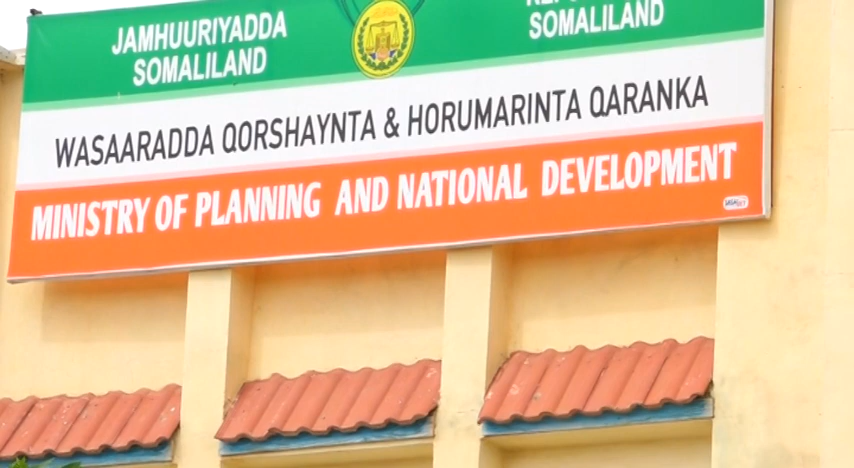 JAMHUURIYADDA
SOMALILAND
SOMALILAND
WASAARADDA QORSHAYNTA & HORUMARINTA QARANKA
MINISTRY OF PLANNING AND NATIONAL DEVELOPMENT